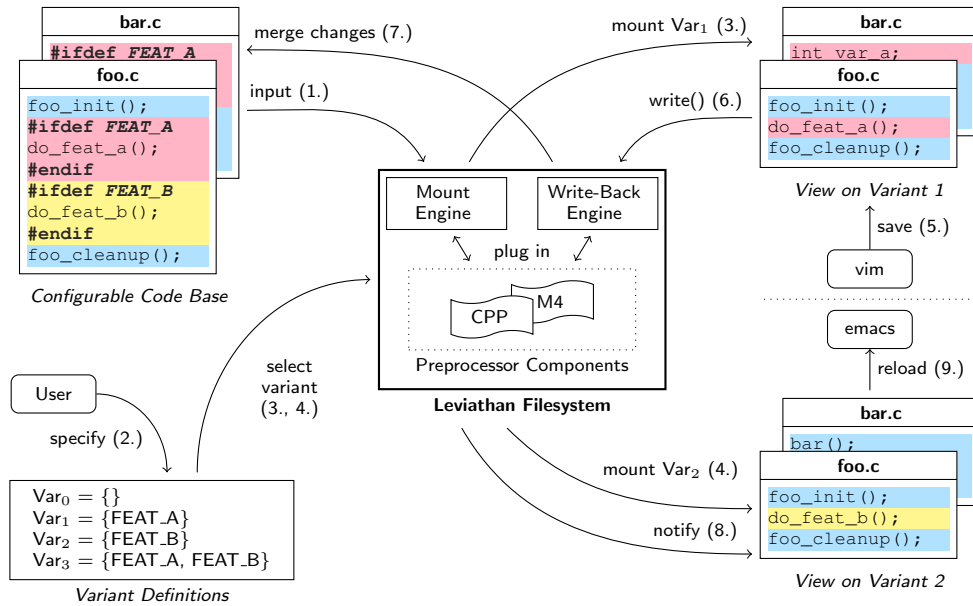 bar.c
#ifdef FEAT_A
foo.c
foo_init();
#ifdef FEAT_A
do_feat_a();
#endif
#ifdef FEAT_B
do_feat_b();
#endif
foo_cleanup();
Configurable Code Base
merge changes (7.)
input (1.)
mount Var₁ (3.)
write() (6.)
bar.c
int var_a;
foo.c
foo_init();
do_feat_a();
foo_cleanup();
View on Variant 1
save (5.)
vim
Mount
Engine
Write-Back
Engine
plug in
CPP
M4
Preprocessor Components
Leviathan Filesystem
select
variant
(3., 4.)
User
specify (2.)
Var₀ = {}
Var₁ = {FEAT_A}
Var₂ = {FEAT_B}
Var₃ = {FEAT_A, FEAT_B}
Variant Definitions
emacs
reload (9.)
mount Var₂ (4.)
notify (8.)
bar.c
bar();
foo.c
foo_init();
do_feat_b();
foo_cleanup();
View on Variant 2